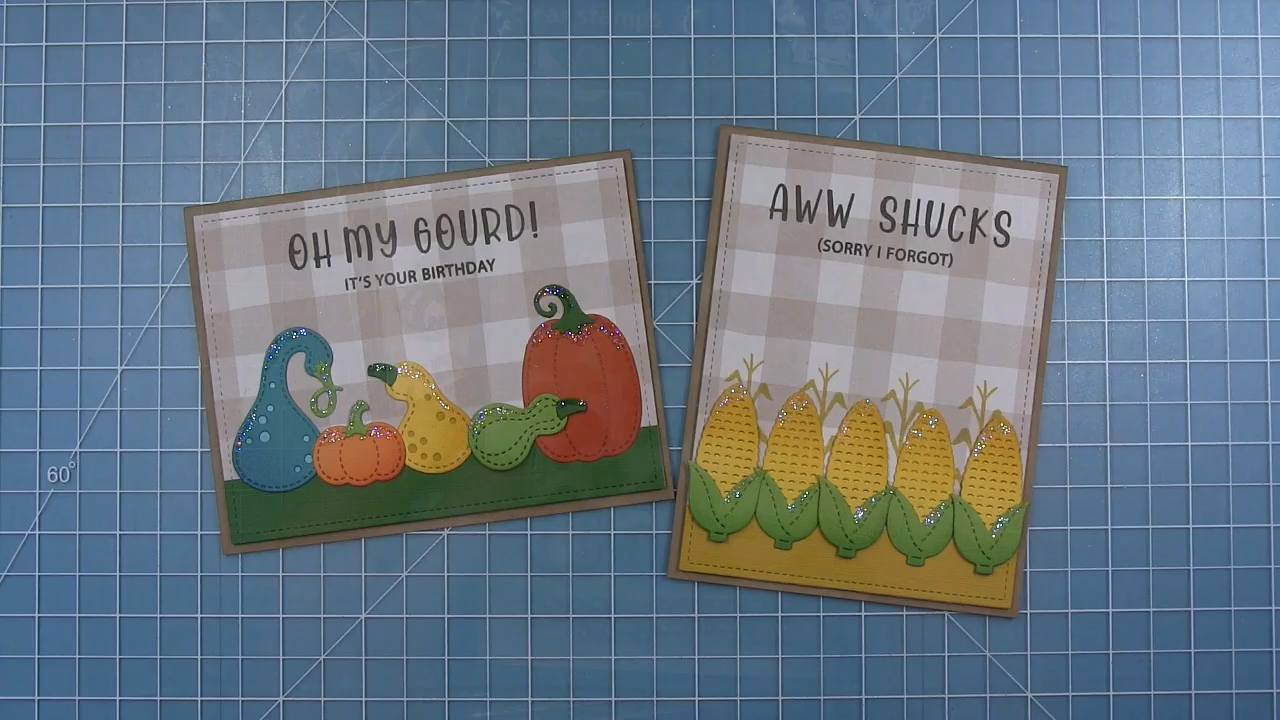 OH MY GOURD!
IT'S YOUR BIRTHDAY
AWW SHUCKS
(SORRY I FORGOT)
60°